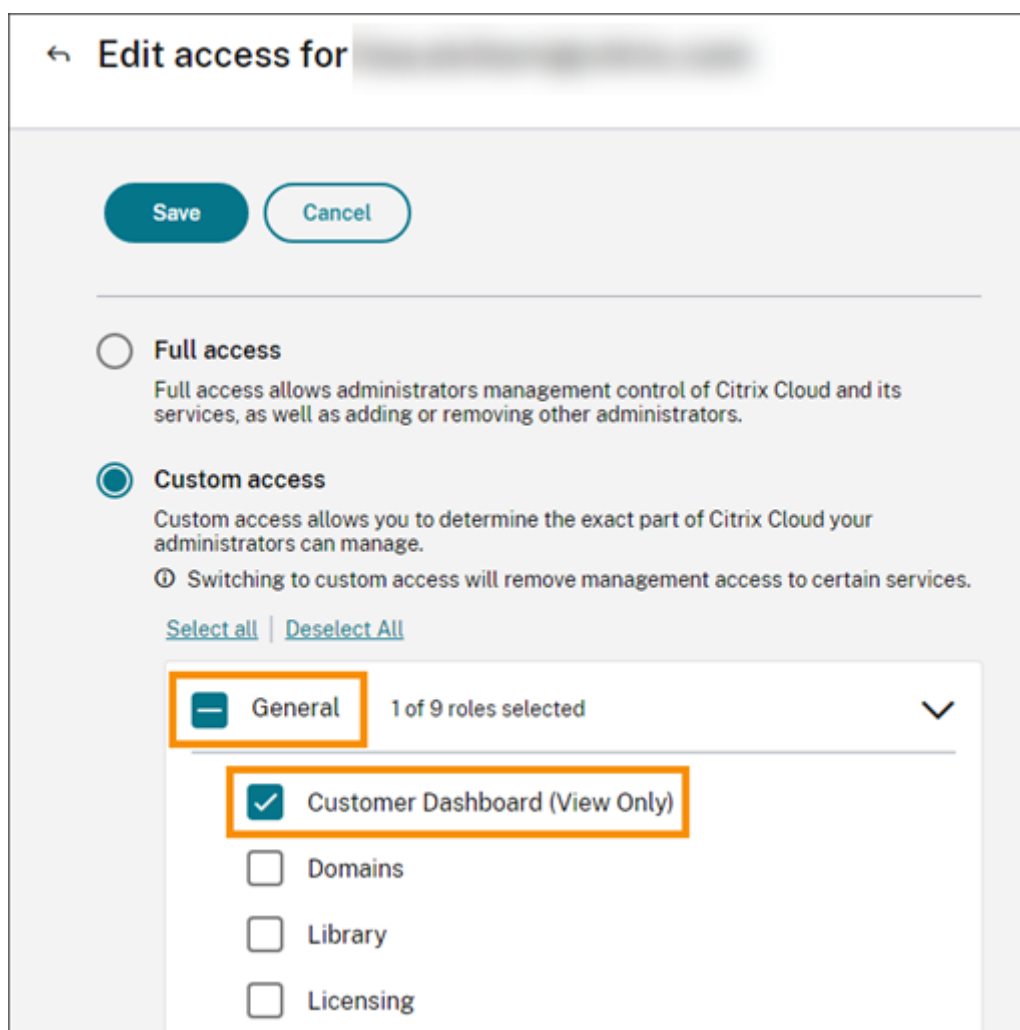 Edit access for
Save
Cancel
Full access
Full access allows administrators management control of Citrix Cloud and its
services, as well as adding or removing other administrators.
Custom access
Custom access allows you to determine the exact part of Citrix Cloud your
administrators can manage.
Switching to custom access will remove management access to certain services.
Select all | Deselect All
General 1 of 9 roles selected
Customer Dashboard (View Only)
Domains
Library
Licensing